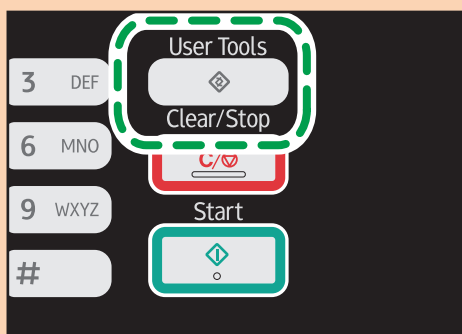 User Tools
3 DEF
Clear/Stop
6 MNO
C/
9 WXYZ
Start
#